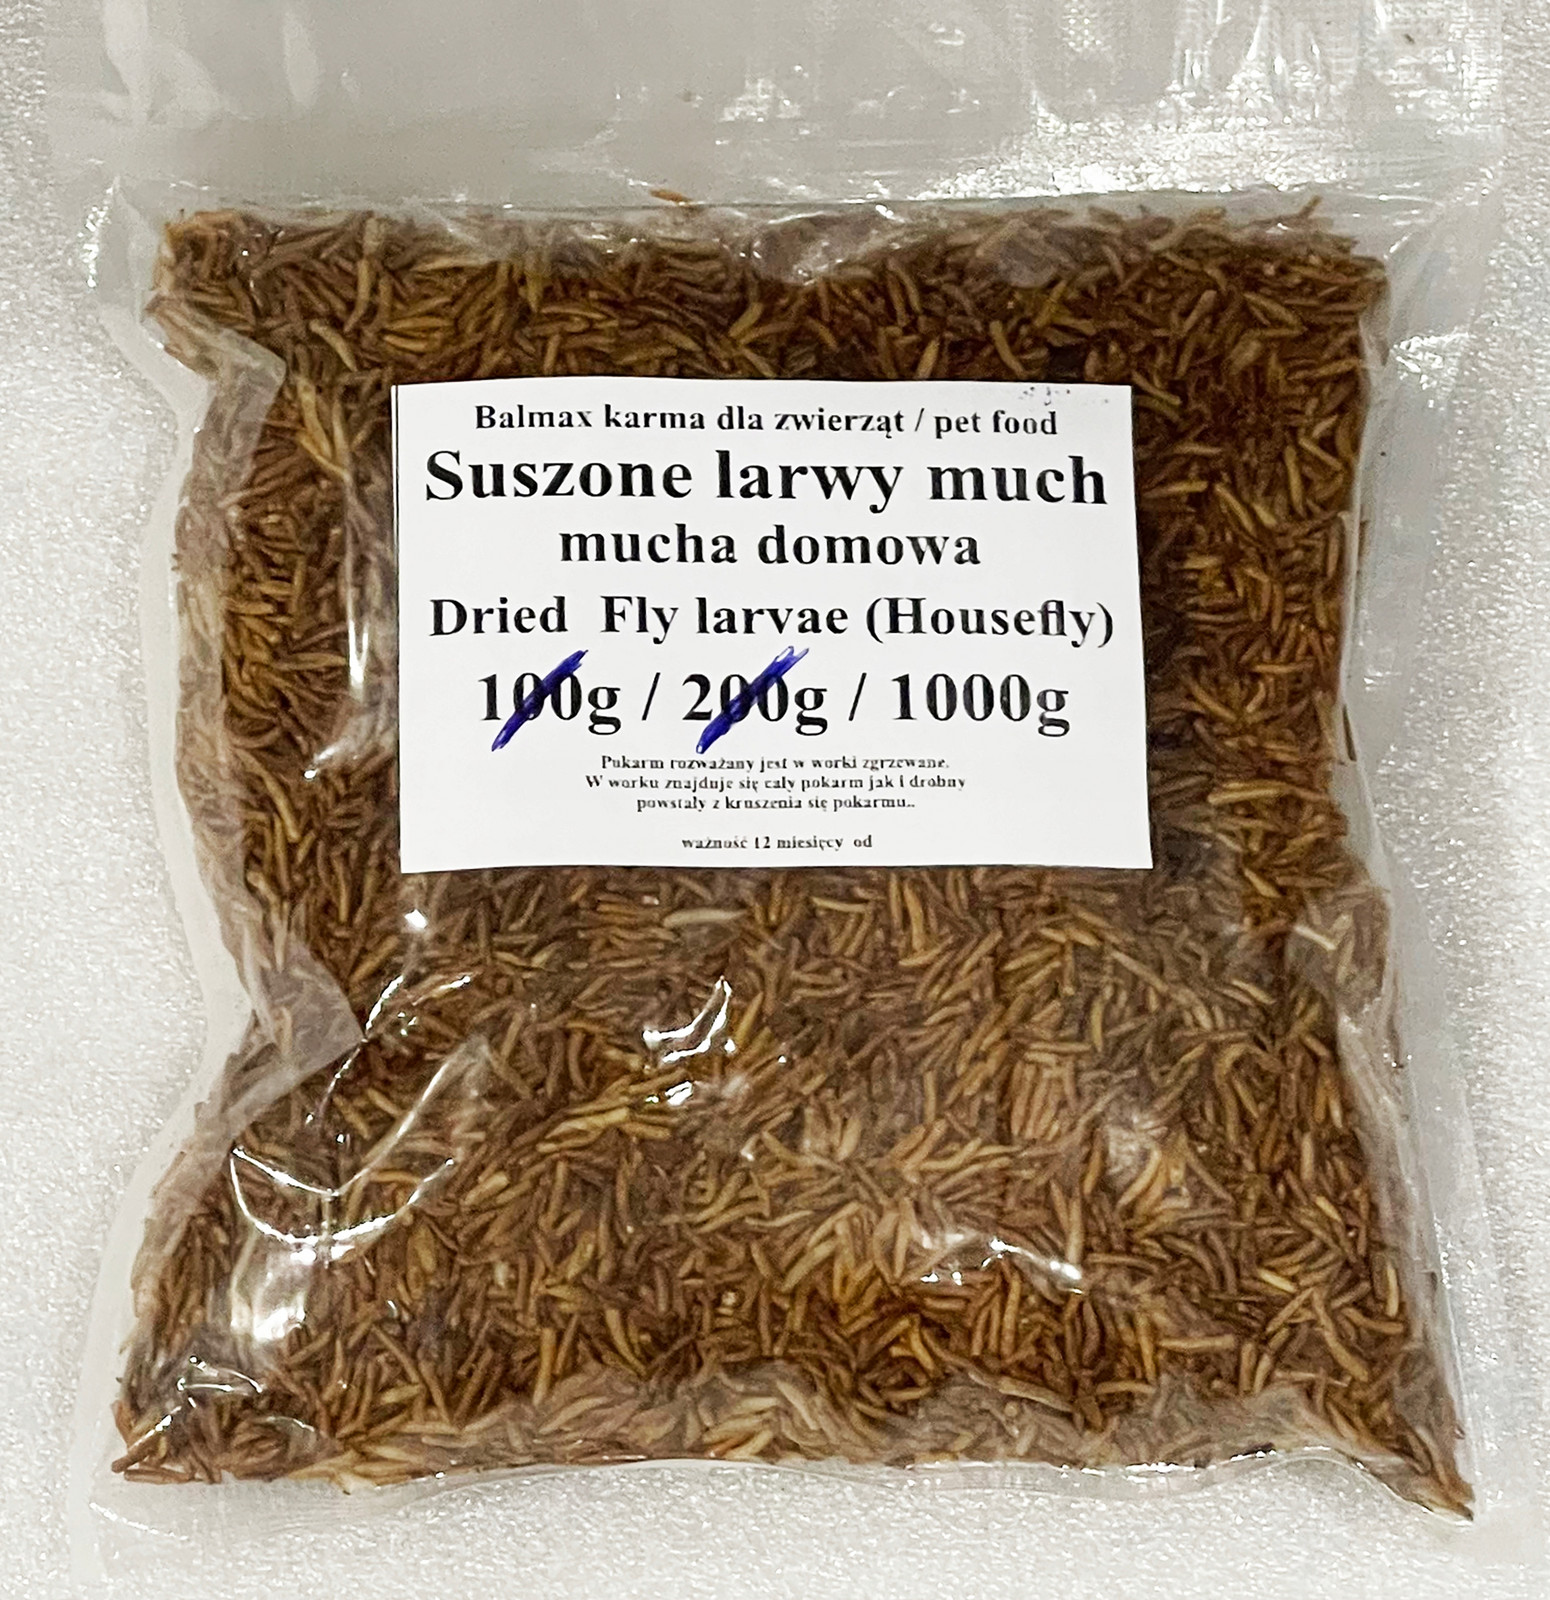 Balmax karma dla zwierząt / pet food
Suszone larwy much
mucha domowa
Dried Fly larvae (Housefly)
100g / 200g / 1000g
Pokarm rozważany jest w worki zgrzewane.
W worku znajduje się cały pokarm jak i drobny
powstały z kruszenia się pokarmu..
ważność 12 miesięcy od